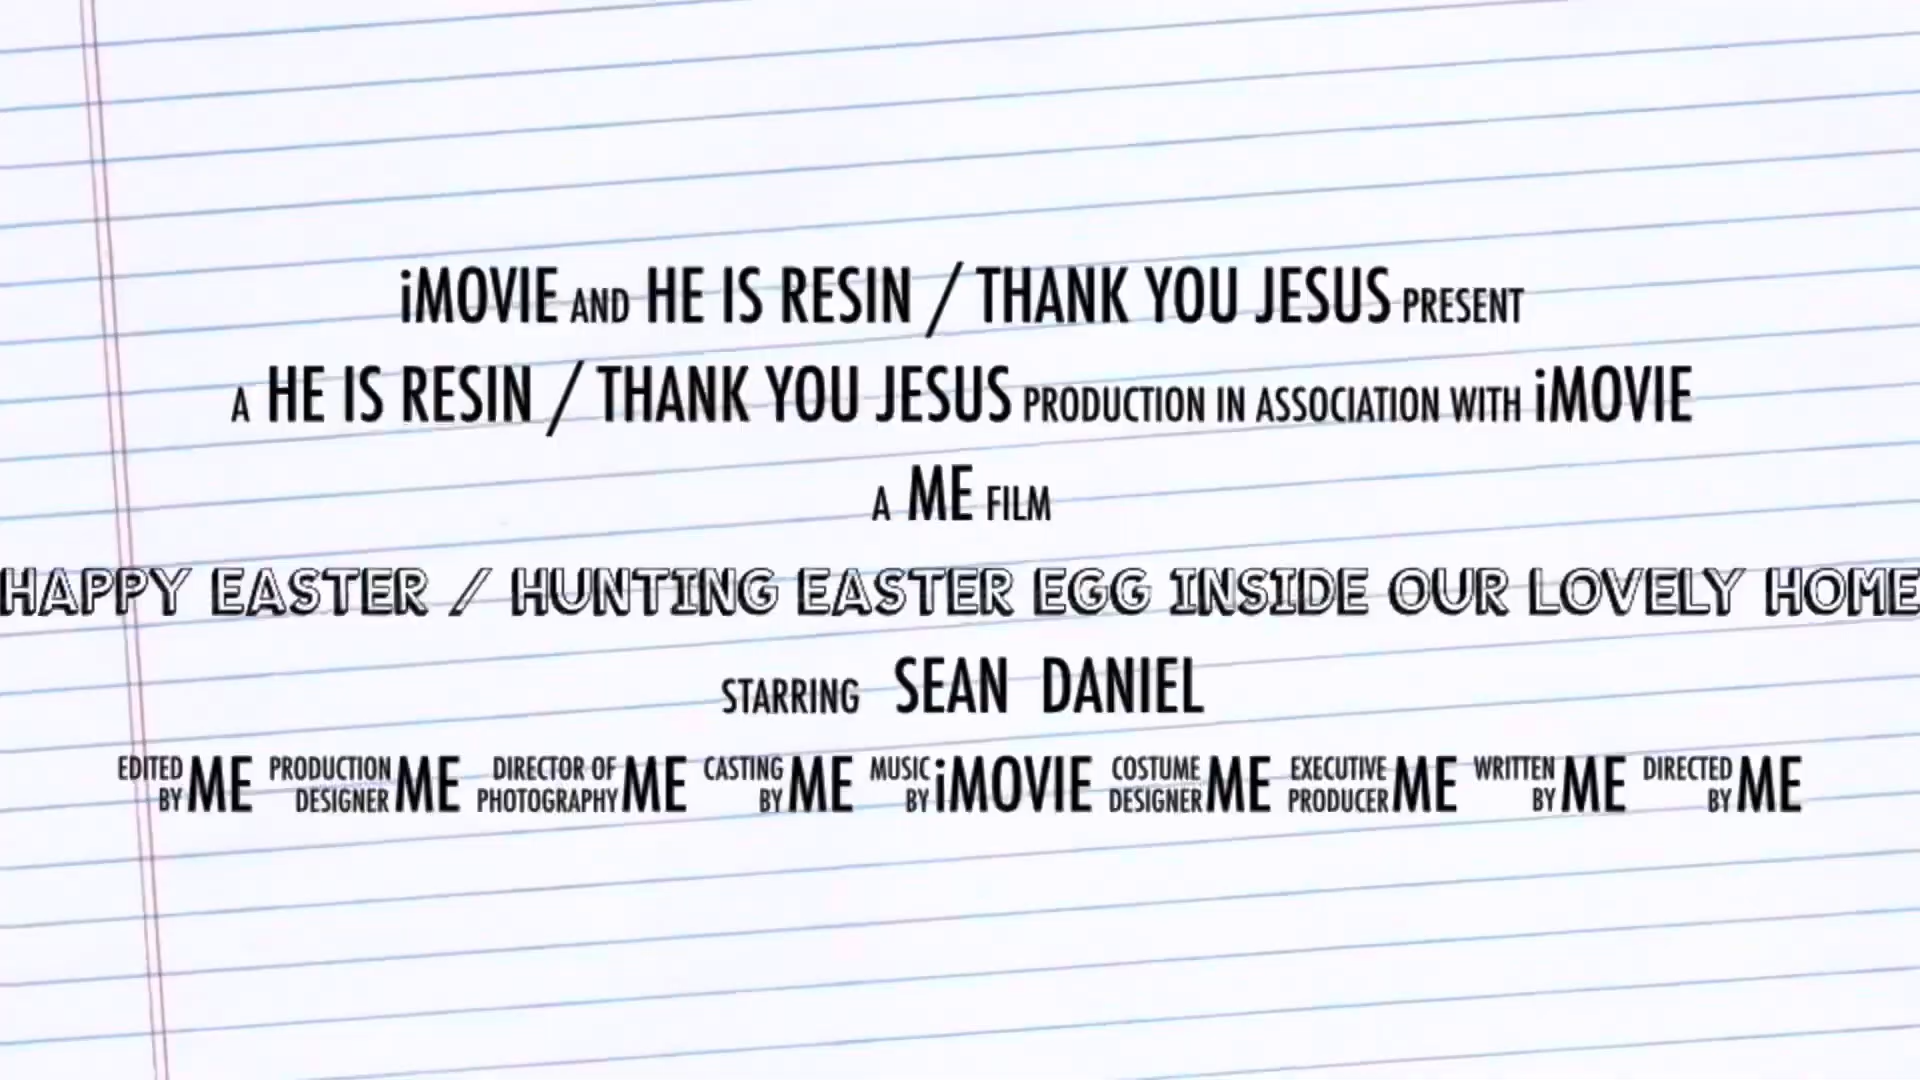 iMOVIE AND HE IS RESIN / THANK YOU JESUS PRESENT
A HE IS RESIN / THANK YOU JESUS PRODUCTION IN ASSOCIATION WITH iMOVIE
A ME FILM
HAPPY EASTER / HUNTING EASTER EGG INSIDE OUR LOVELY HOME
STARRING SEAN DANIEL
EDITED BY ME PRODUCTION DESIGNER ME DIRECTOR OF PHOTOGRAPHY ME CASTING BY ME MUSIC BY iMOVIE COSTUME DESIGNER ME EXECUTIVE PRODUCER ME WRITTEN BY ME DIRECTED BY ME